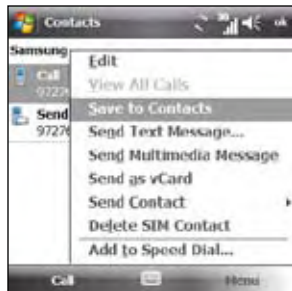 Contacts
ok
Samsung
Call
Send
Edit
View All Calls
Save to Contacts
Send Text Message...
Send Multimedia Message
Send as vCard
Send Contact
Delete SIM Contact
Add to Speed Dial...
Call
Menu